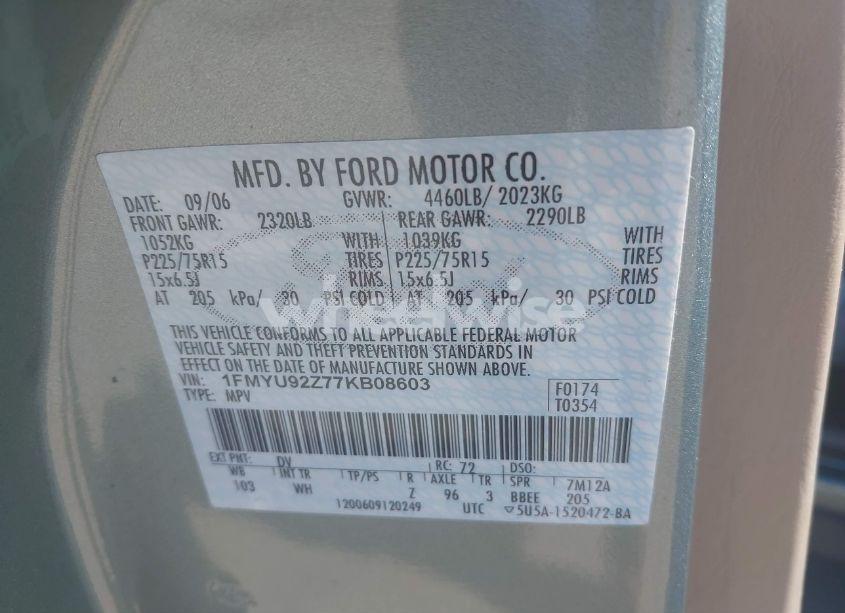 MFD. BY FORD MOTOR CO.
DATE: 09/06 GVWR: 4460LB/ 2023KG
FRONT GAWR: 2320LB REAR GAWR: 2290LB
1052KG WITH 1039KG WITH
P225/75R15 TIRES P225/75R15 TIRES
15x6.5J RIMS 15x6.5J RIMS
AT 205 kPa/ 30 PSI COLD AT 205 kPa/ 30 PSI COLD
wheelwise
THIS VEHICLE CONFORMS TO ALL APPLICABLE FEDERAL MOTOR
VEHICLE SAFETY AND THEFT PREVENTION STANDARDS IN
EFFECT ON THE DATE OF MANUFACTURE SHOWN ABOVE.
VIN: 1FMYU92Z77KB08603 F0174
TYPE: MPV T0354
EXT PNT: DV RC: 72 DSO:
WB INT TR TP/PS R AXLE TR SPR 7M12A
103 WH Z 96 3 BBEE 205
1200609120249 UTC ▽5U5A-1520472-BA